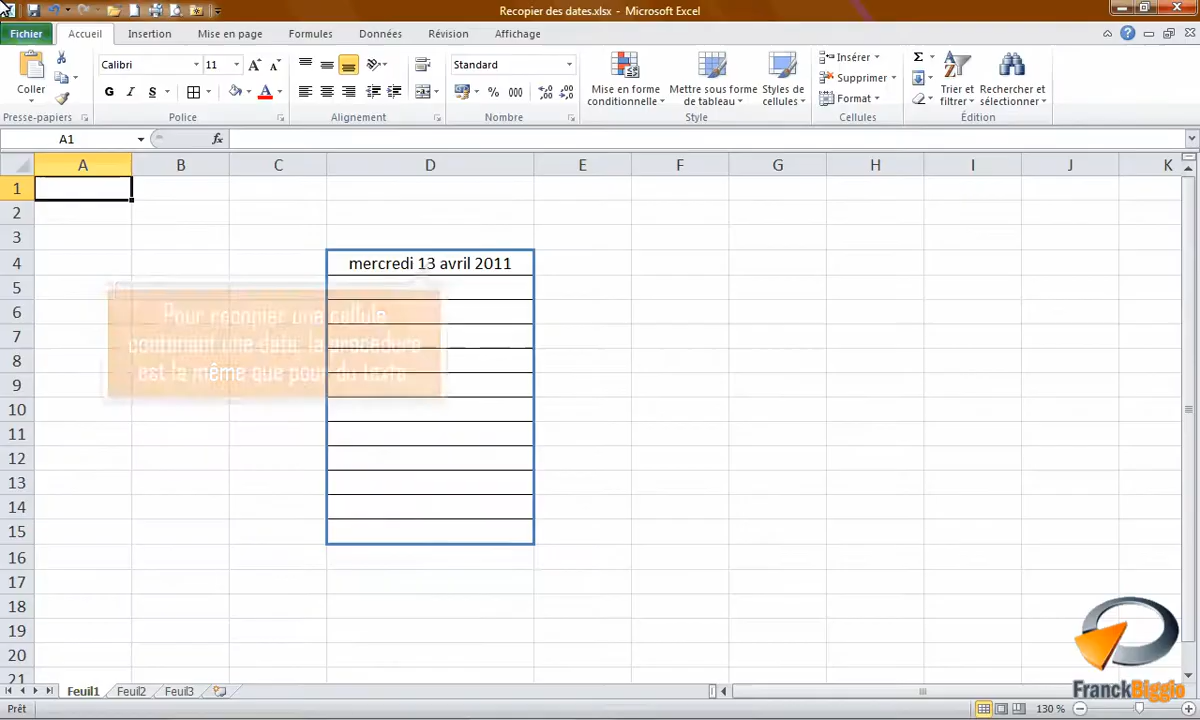 Recopier des dates.xlsx - Microsoft Excel
Fichier Accueil Insertion Mise en page Formules Données Révision Affichage
Coller
Calibri 11 A A
G I S A
Standard
% 000
Mise en forme conditionnelle
Mettre sous forme de tableau
Styles de cellules
Insérer
Supprimer
Format
Σ
Trier et filtrer
Rechercher et sélectionner
Presse-papiers Police Alignement Nombre Style Cellules Édition
A1 fx
A B C D E F G H I J K
1
2
3
4 mercredi 13 avril 2011
5
6
7
8
9
10
11
12
13
14
15
16
17
18
19
20
21
Pour recopier une cellule
contenant une date, la procédure
est la même que pour du texte
Feuil1 Feuil2 Feuil3
FranckBiggio
Prêt 130 %